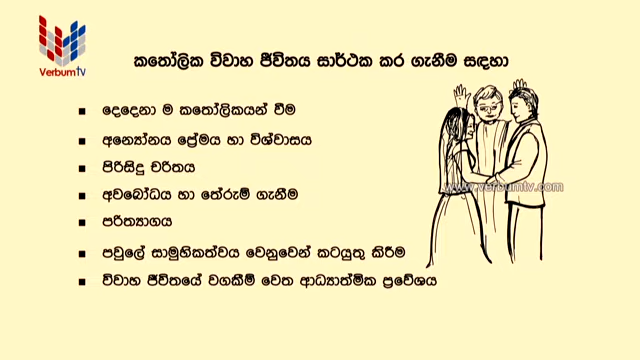 VerbumTV
කතෝලික විවාහ ජීවිතය සාර්ථක කර ගැනීම සඳහා
දෙදෙනා ම කතෝලිකයන් වීම
අන්‍යෝනය ප්‍රේමය හා විශ්වාසය
පිරිසිදු චරිතය
අවබෝධය හා තේරුම් ගැනීම
පරිත්‍යාගය
පවුලේ සාමුහිකත්වය වෙනුවෙන් කටයුතු කිරීම
විවාහ ජීවිතයේ වගකීම් වෙත ආධ්‍යාත්මික ප්‍රවේශය
www.verbumtv.com